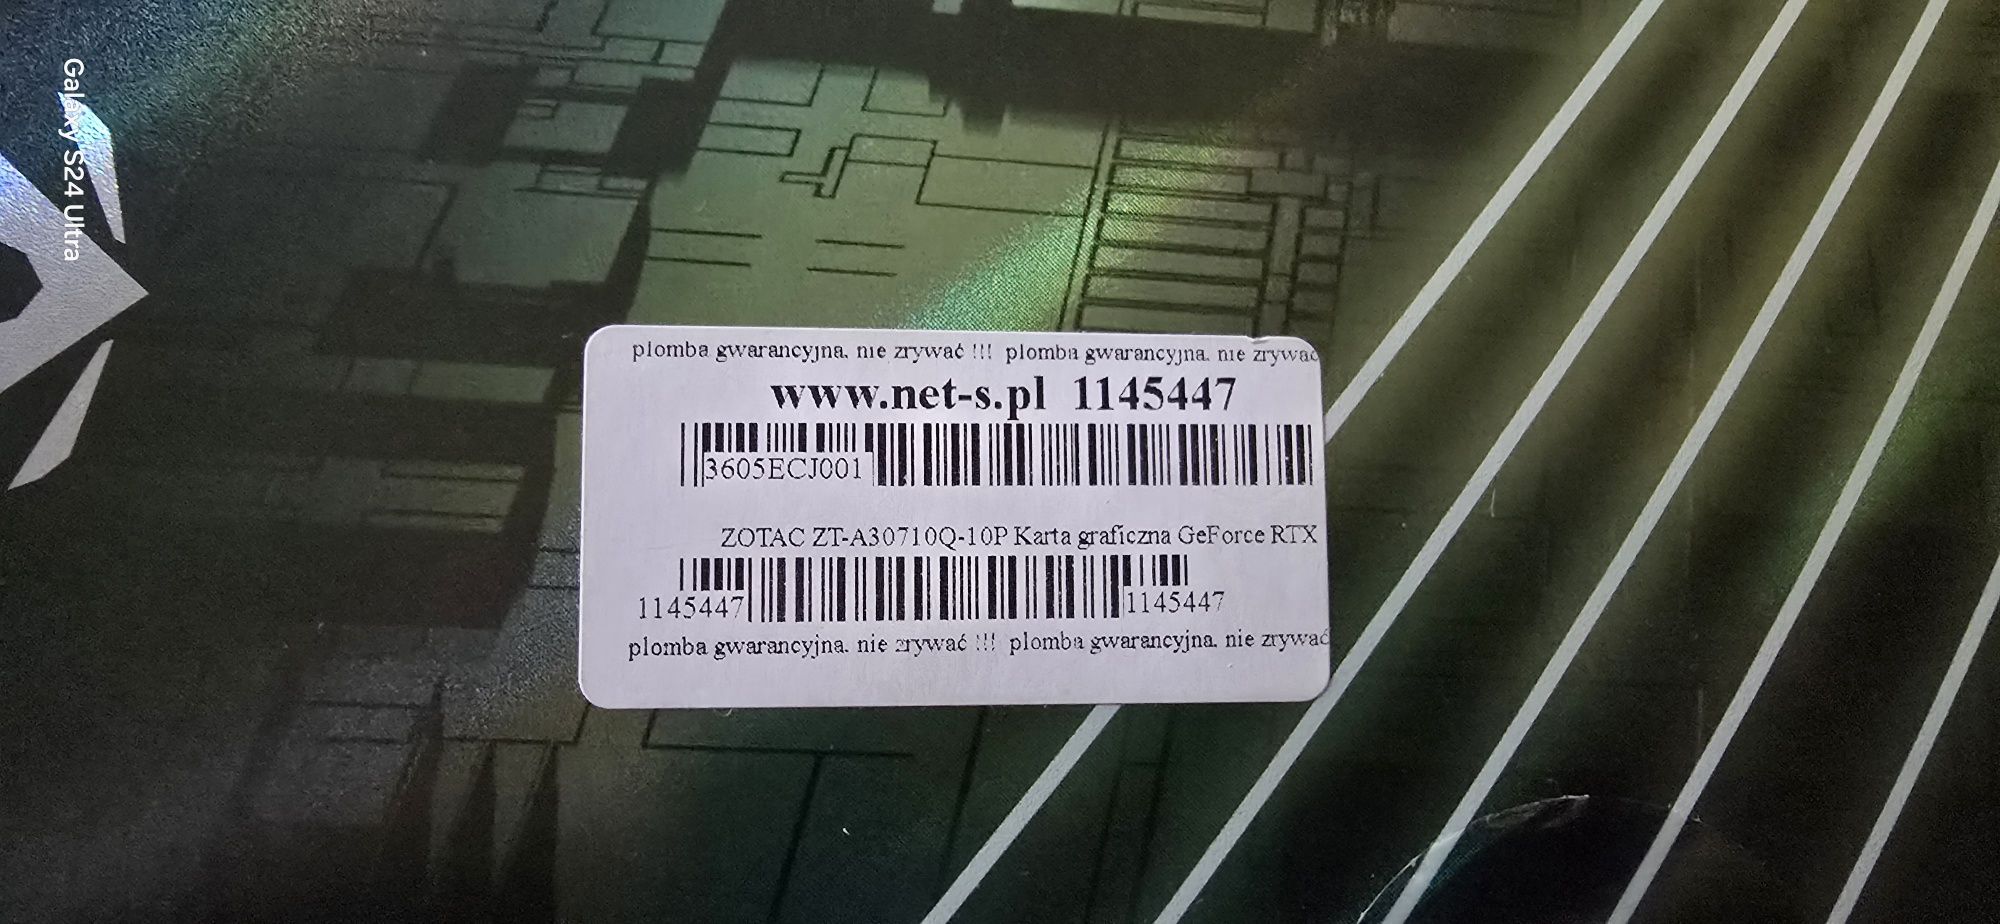 Galaxy S24 Ultra
plomba gwarancyjna. nie zrywać !!! plomba gwarancyjna. nie zrywać
www.net-s.pl 1145447
3605ECJ001
ZOTAC ZT-A30710Q-10P Karta graficzna GeForce RTX
1145447 1145447
plomba gwarancyjna. nie zrywać !!! plomba gwarancyjna. nie zrywać